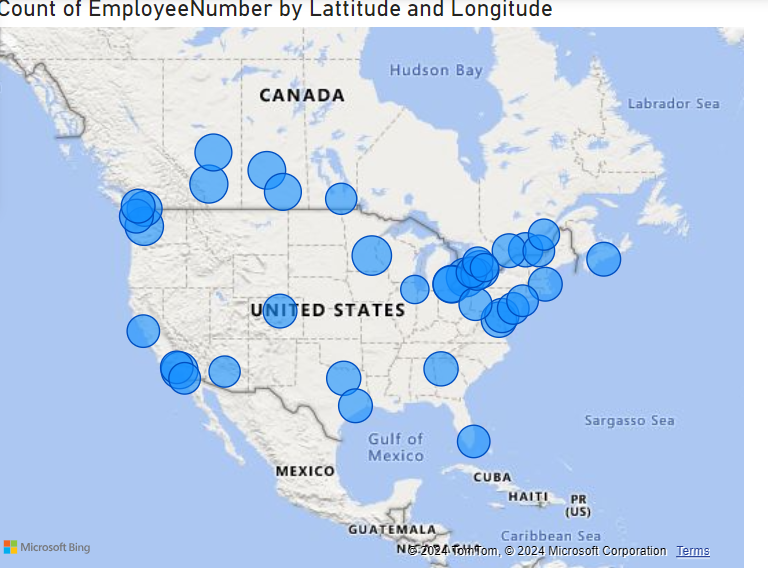 Count of EmployeeNumber by Lattitude and Longitude
Hudson Bay
CANADA
Labrador Sea
UNITED STATES
Sargasso Sea
Gulf of
Mexico
MEXICO
CUBA
HAITI
PR
(US)
GUATEMALA
Caribbean Sea
NICARAGUA
Microsoft Bing
© 2024 TomTom, © 2024 Microsoft Corporation Terms